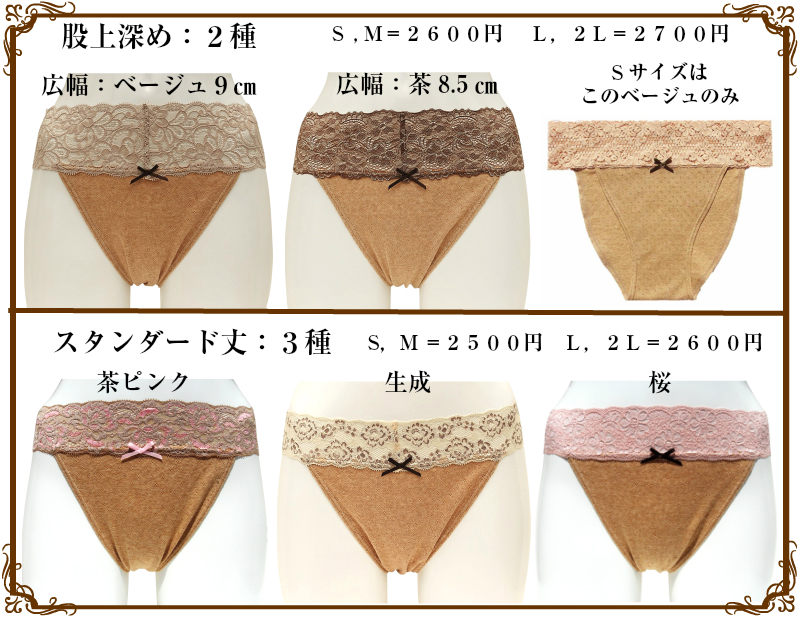 股上深め：２種
Ｓ,Ｍ＝２６００円　Ｌ，２Ｌ＝２７００円
広幅：ベージュ９㎝
広幅：茶 8.5 ㎝
Ｓサイズは
このベージュのみ
スタンダード丈：３種
Ｓ，Ｍ＝２５００円　Ｌ，２Ｌ＝２６００円
茶ピンク
生成
桜